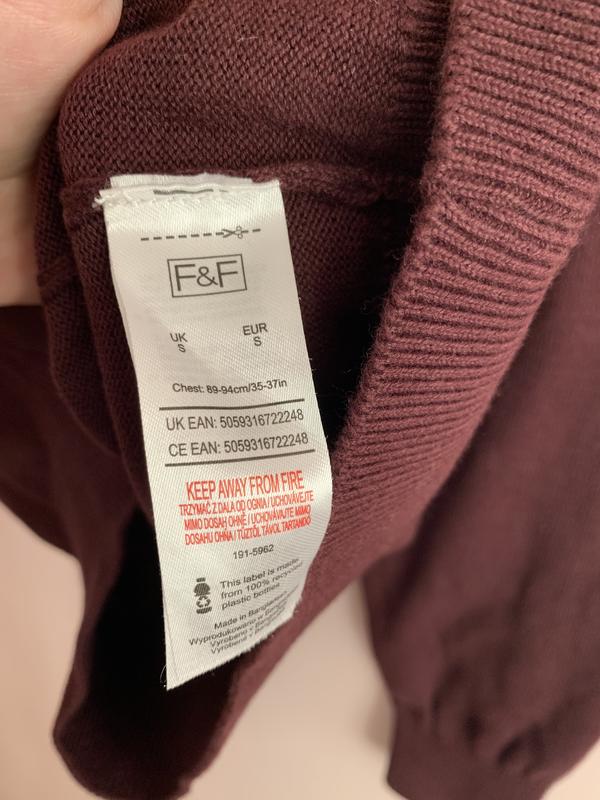 F&F
UK EUR
S S
Chest: 89-94cm/35-37in
UK EAN: 5059316722248
CE EAN: 5059316722248
KEEP AWAY FROM FIRE
TRZYMAĆ Z DALA OD OGNIA / UCHOVÁVEJTE
MIMO DOSAH OHNĚ / UCHOVÁVAJTE MIMO
DOSAHU OHŇA / TŰZTŐL TÁVOL TARTANDÓ
191-5962
This label is made
from 100% recycled
plastic bottles
Made in Bangladesh
Wyprodukowano w
Vyrobeno v
Vyrobené v